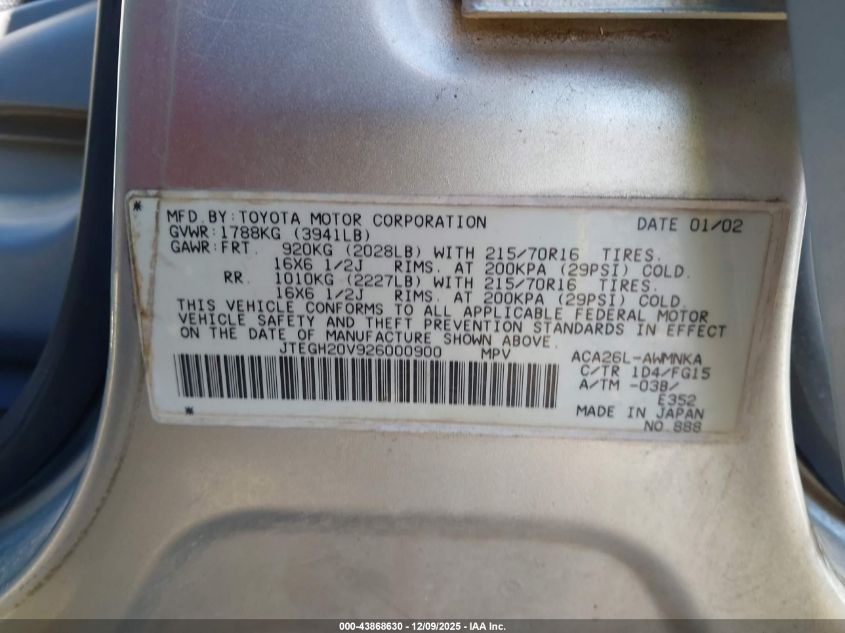 MFD. BY: TOYOTA MOTOR CORPORATION DATE 01/02
GVWR: 1788KG (3941LB)
GAWR: FRT. 920KG (2028LB) WITH 215/70R16 TIRES.
16X6 1/2J RIMS. AT 200KPA (29PSI) COLD.
RR. 1010KG (2227LB) WITH 215/70R16 TIRES.
16X6 1/2J RIMS. AT 200KPA (29PSI) COLD.
THIS VEHICLE CONFORMS TO ALL APPLICABLE FEDERAL MOTOR
VEHICLE SAFETY AND THEFT PREVENTION STANDARDS IN EFFECT
ON THE DATE OF MANUFACTURE SHOWN ABOVE.
JTEGH20V926000900 MPV ACA26L-AWMNKA
C/TR 1D4/FG15
A/TM -03B/
E352
MADE IN JAPAN
NO.888
000-43868630 - 12/09/2025 - IAA Inc.